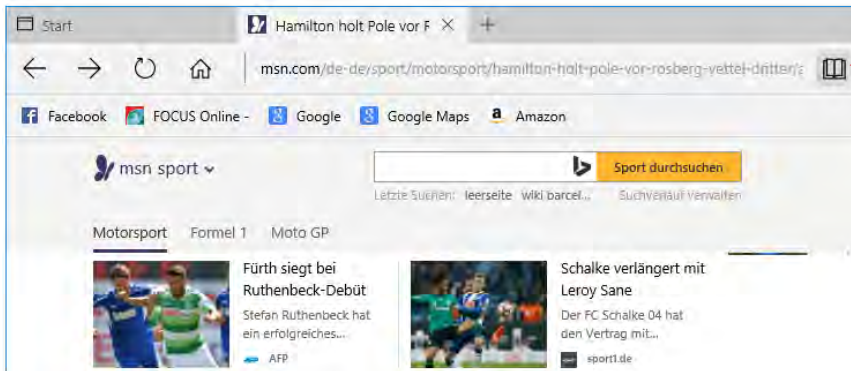 Start
Hamilton holt Pole vor F
msn.com/de-de/sport/motorsport/hamilton-holt-pole-vor-rosberg-vettel-dritter/a
Facebook FOCUS Online - Google Google Maps Amazon
msn sport
Sport durchsuchen
Letzte Suchen: leerseite wiki barcel... Suchverlauf verwalten
Motorsport Formel 1 Moto GP
Fürth siegt bei
Ruthenbeck-Debüt
Stefan Ruthenbeck hat
ein erfolgreiches...
AFP
Schalke verlängert mit
Leroy Sane
Der FC Schalke 04 hat
den Vertrag mit...
sport1.de